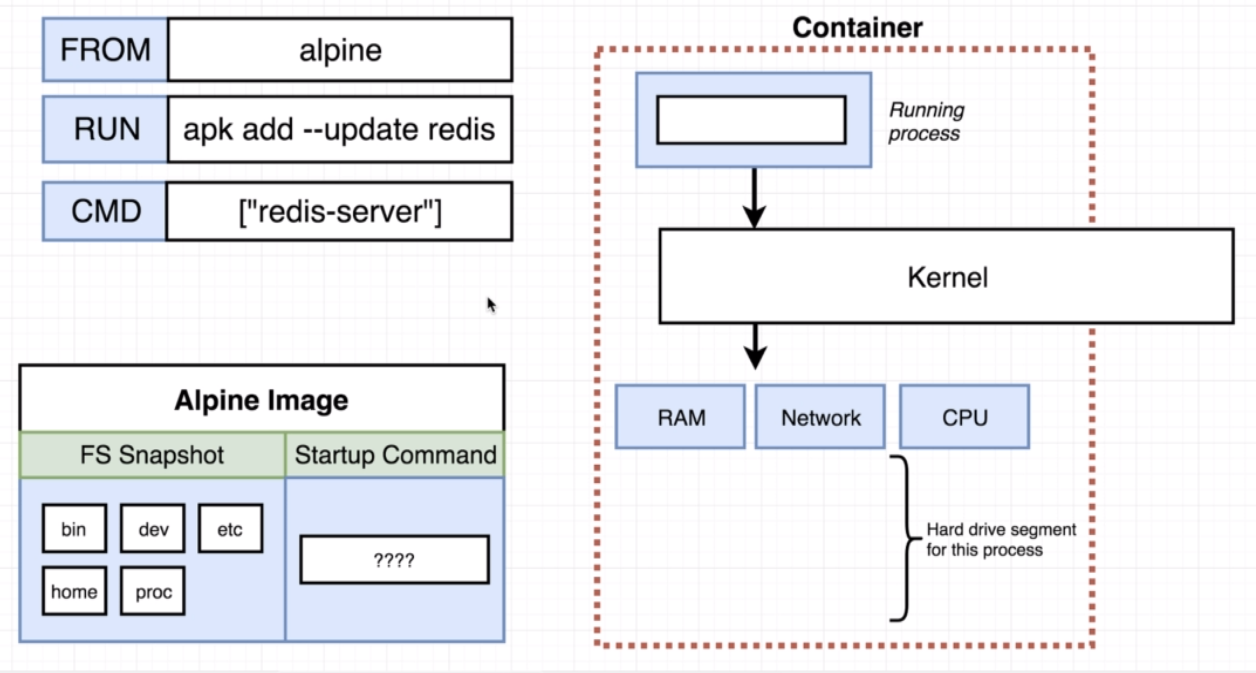 FROM alpine
RUN apk add --update redis
CMD ["redis-server"]
Alpine Image
FS Snapshot Startup Command
bin dev etc
home proc
????
Container
Running
process
Kernel
RAM Network CPU
Hard drive segment
for this process